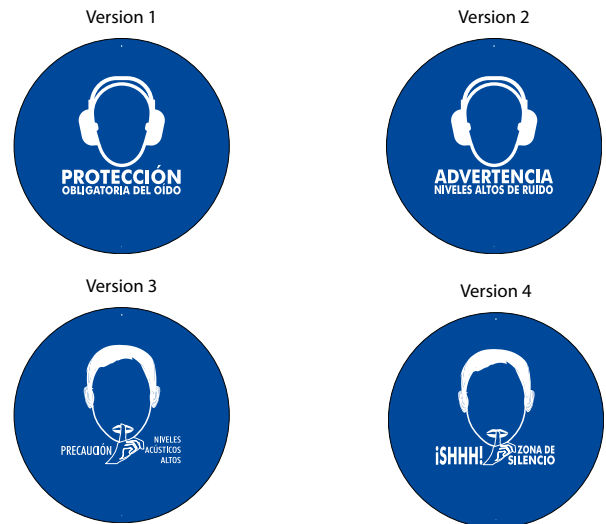 Version 1
PROTECCIÓN
OBLIGATORIA DEL OÍDO
Version 2
ADVERTENCIA
NIVELES ALTOS DE RUIDO
Version 3
PRECAUCIÓN
NIVELES
ACÚSTICOS
ALTOS
Version 4
¡SHHH!
ZONA DE
SILENCIO